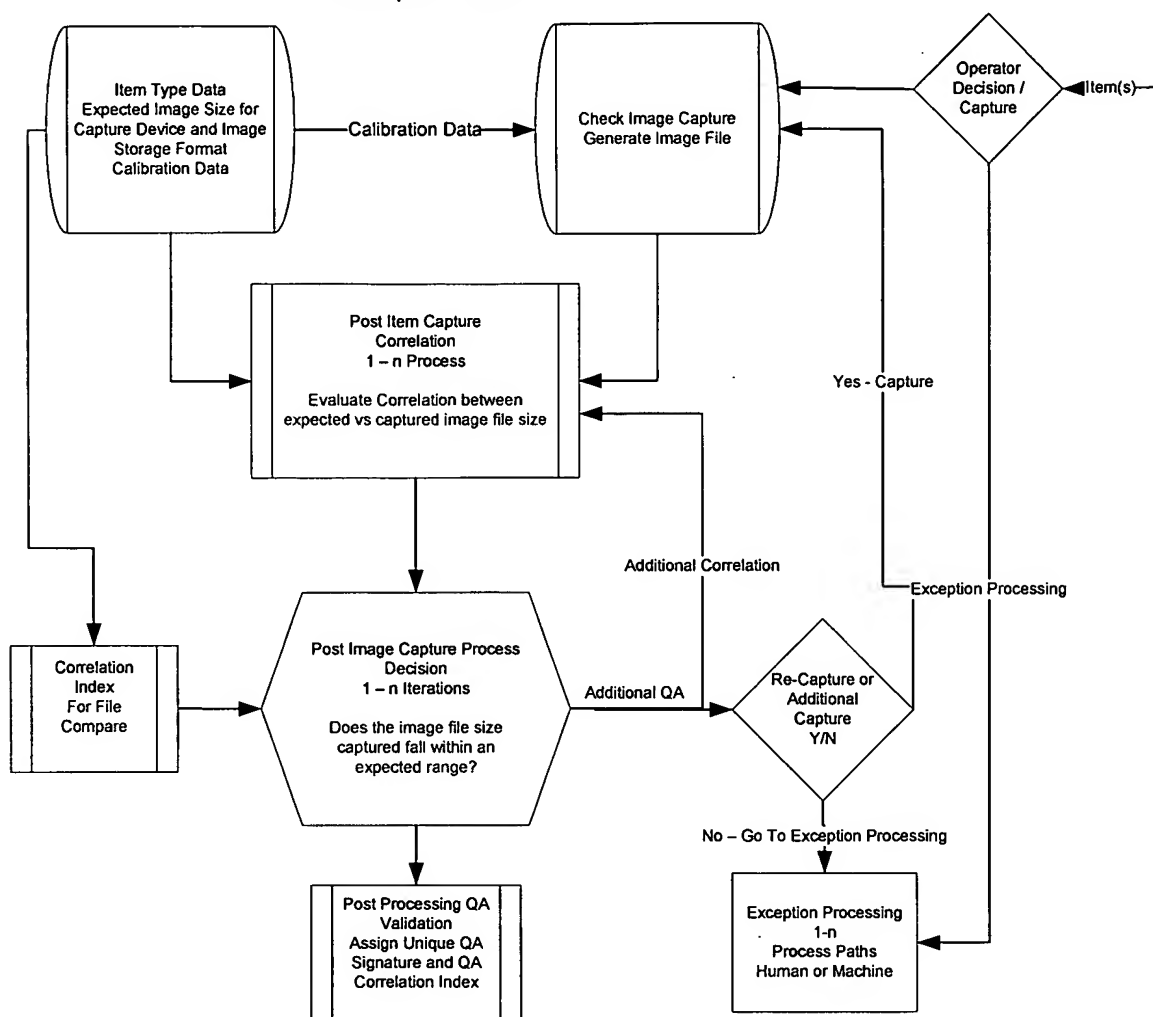 Item Type Data
Expected Image Size for
Capture Device and Image
Storage Format
Calibration Data
Calibration Data
Check Image Capture
Generate Image File
Operator
Decision /
Capture
Item(s)
Post Item Capture
Correlation
1 – n Process
Evaluate Correlation between
expected vs captured image file size
Yes - Capture
Additional Correlation
Exception Processing
Correlation
Index
For File
Compare
Post Image Capture Process
Decision
1 – n Iterations
Does the image file size
captured fall within an
expected range?
Additional QA
Re-Capture or
Additional
Capture
Y/N
No – Go To Exception Processing
Post Processing QA
Validation
Assign Unique QA
Signature and QA
Correlation Index
Exception Processing
1-n
Process Paths
Human or Machine